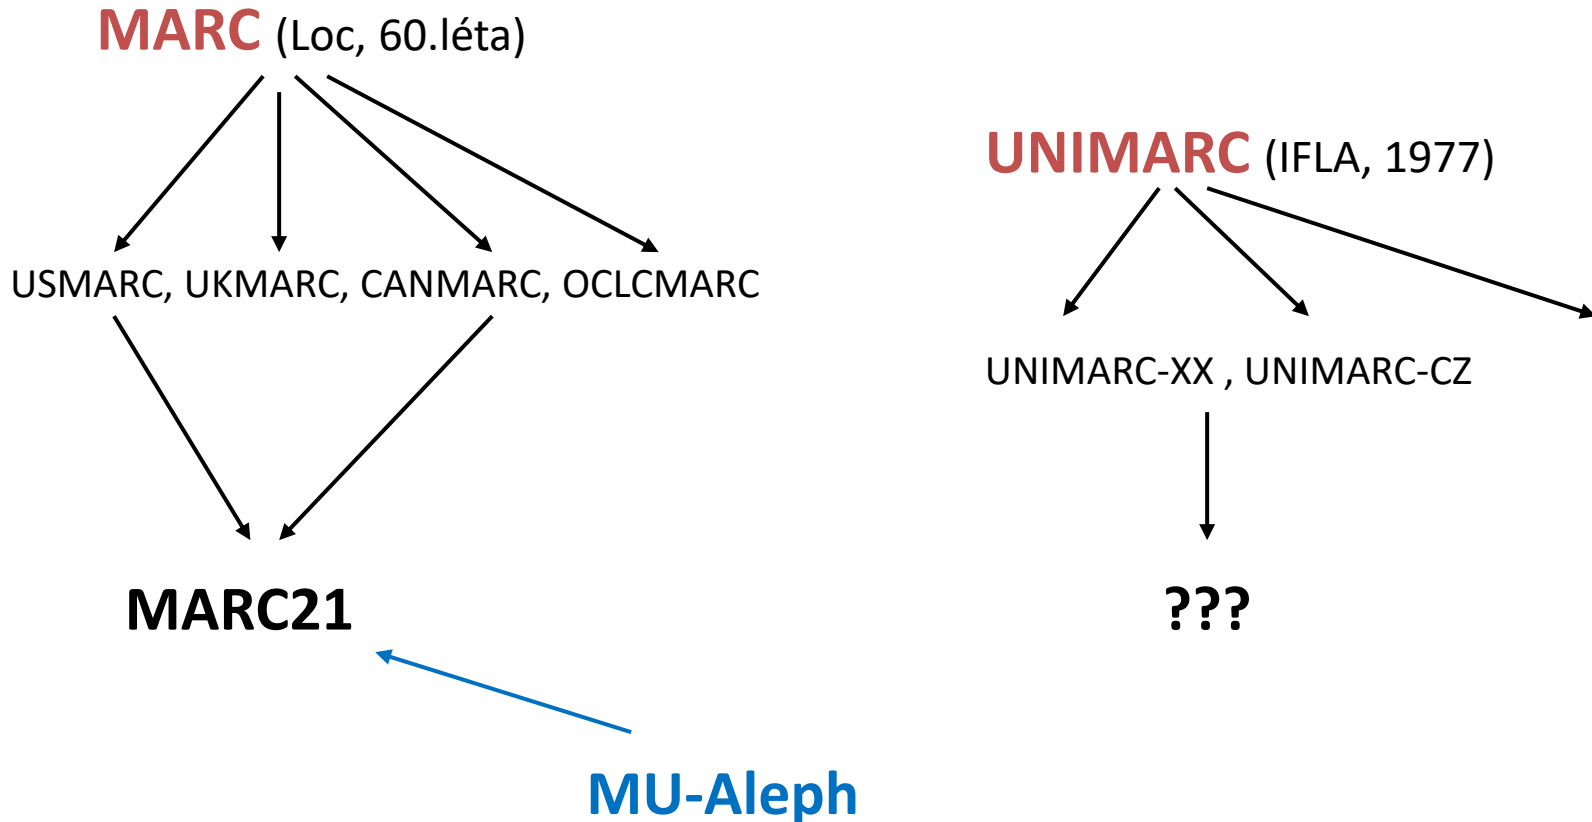 MARC (Loc, 60.léta)
UNIMARC (IFLA, 1977)
USMARC, UKMARC, CANMARC, OCLCMARC
UNIMARC-XX , UNIMARC-CZ
MARC21
???
MU-Aleph